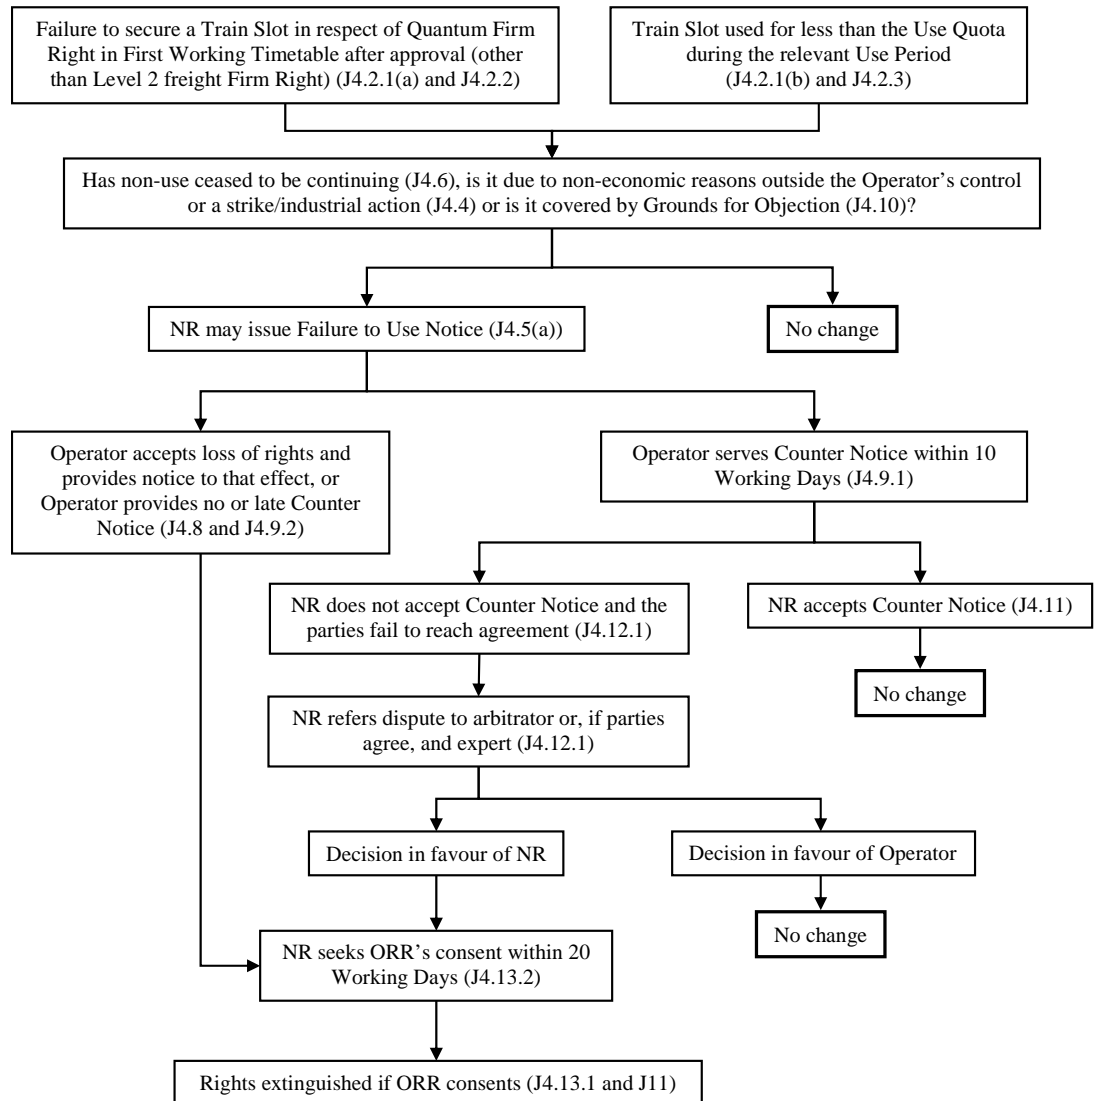 Failure to secure a Train Slot in respect of Quantum Firm
Right in First Working Timetable after approval (other
than Level 2 freight Firm Right) (J4.2.1(a) and J4.2.2)
Train Slot used for less than the Use Quota
during the relevant Use Period
(J4.2.1(b) and J4.2.3)
Has non-use ceased to be continuing (J4.6), is it due to non-economic reasons outside the Operator's control
or a strike/industrial action (J4.4) or is it covered by Grounds for Objection (J4.10)?
NR may issue Failure to Use Notice (J4.5(a))
No change
Operator accepts loss of rights and
provides notice to that effect, or
Operator provides no or late Counter
Notice (J4.8 and J4.9.2)
Operator serves Counter Notice within 10
Working Days (J4.9.1)
NR does not accept Counter Notice and the
parties fail to reach agreement (J4.12.1)
NR accepts Counter Notice (J4.11)
No change
NR refers dispute to arbitrator or, if parties
agree, and expert (J4.12.1)
Decision in favour of NR
Decision in favour of Operator
No change
NR seeks ORR's consent within 20
Working Days (J4.13.2)
Rights extinguished if ORR consents (J4.13.1 and J11)